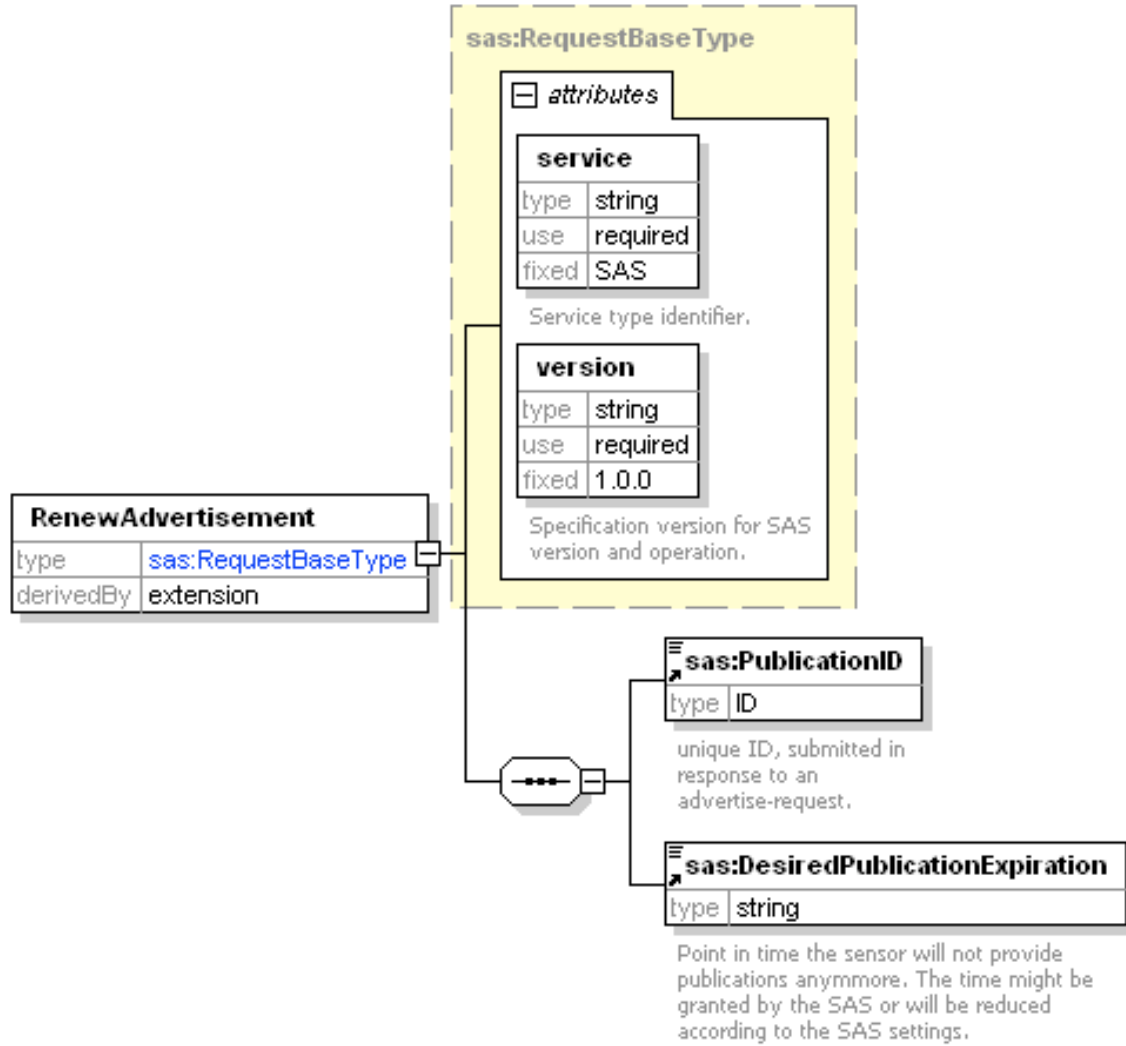 sas:RequestBaseType
attributes
service
type string
use required
fixed SAS
Service type identifier.
version
type string
use required
fixed 1.0.0
Specification version for SAS
version and operation.
RenewAdvertisement
type sas:RequestBaseType
derivedBy extension
sas:PublicationID
type ID
unique ID, submitted in
response to an
advertise-request.
sas:DesiredPublicationExpiration
type string
Point in time the sensor will not provide
publications anymmore. The time might be
granted by the SAS or will be reduced
according to the SAS settings.